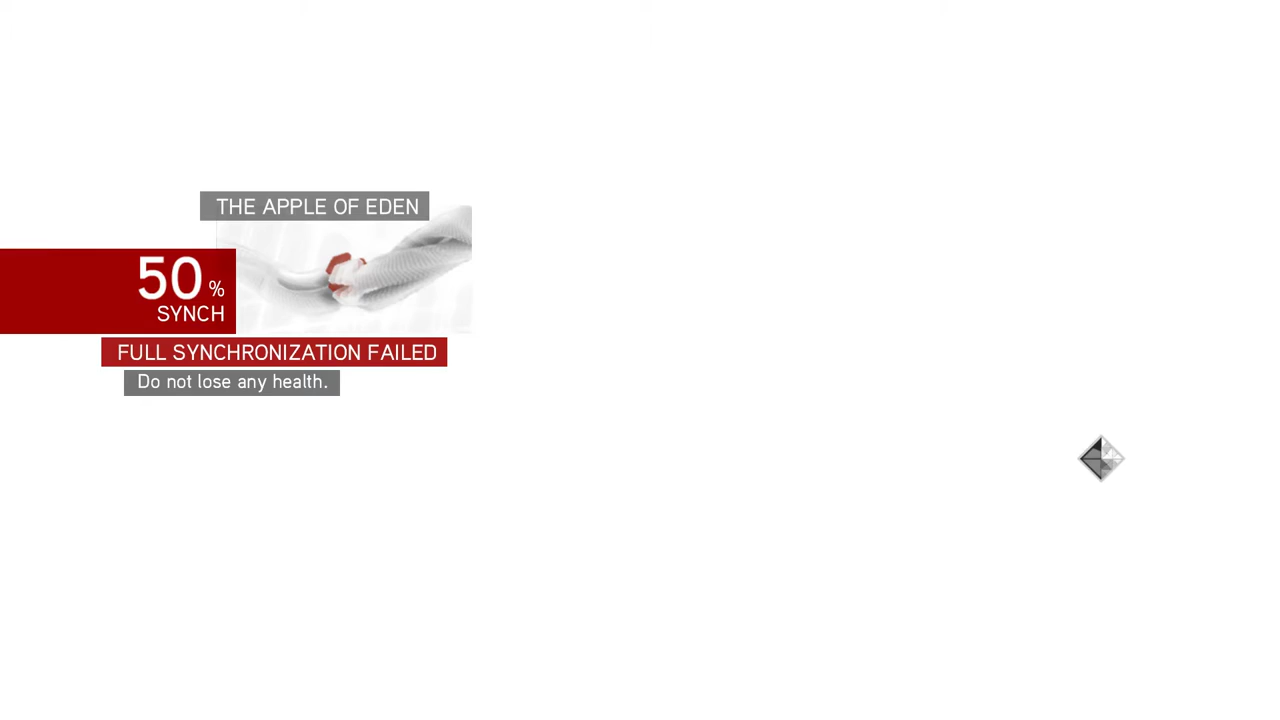 THE APPLE OF EDEN
50 %
SYNCH
FULL SYNCHRONIZATION FAILED
Do not lose any health.